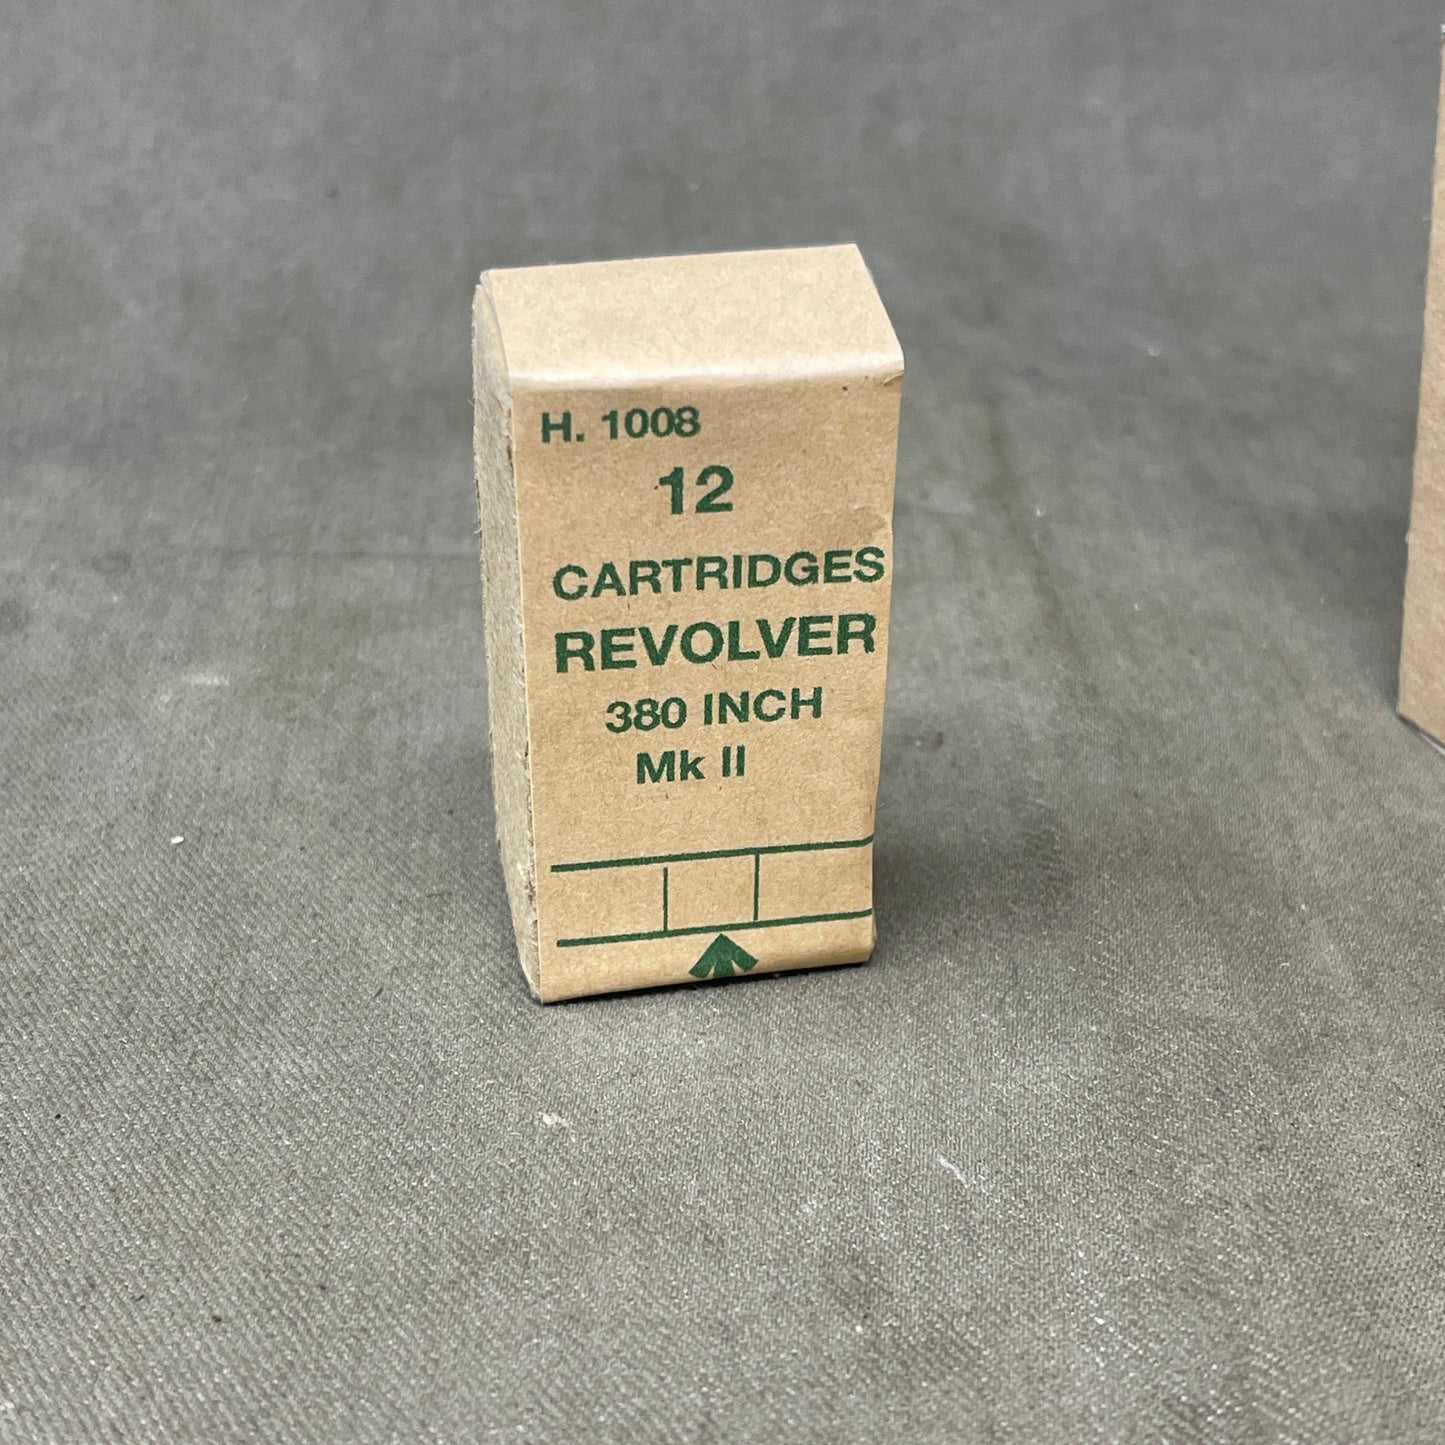 H. 1008
12
CARTRIDGES
REVOLVER
380 INCH
Mk II